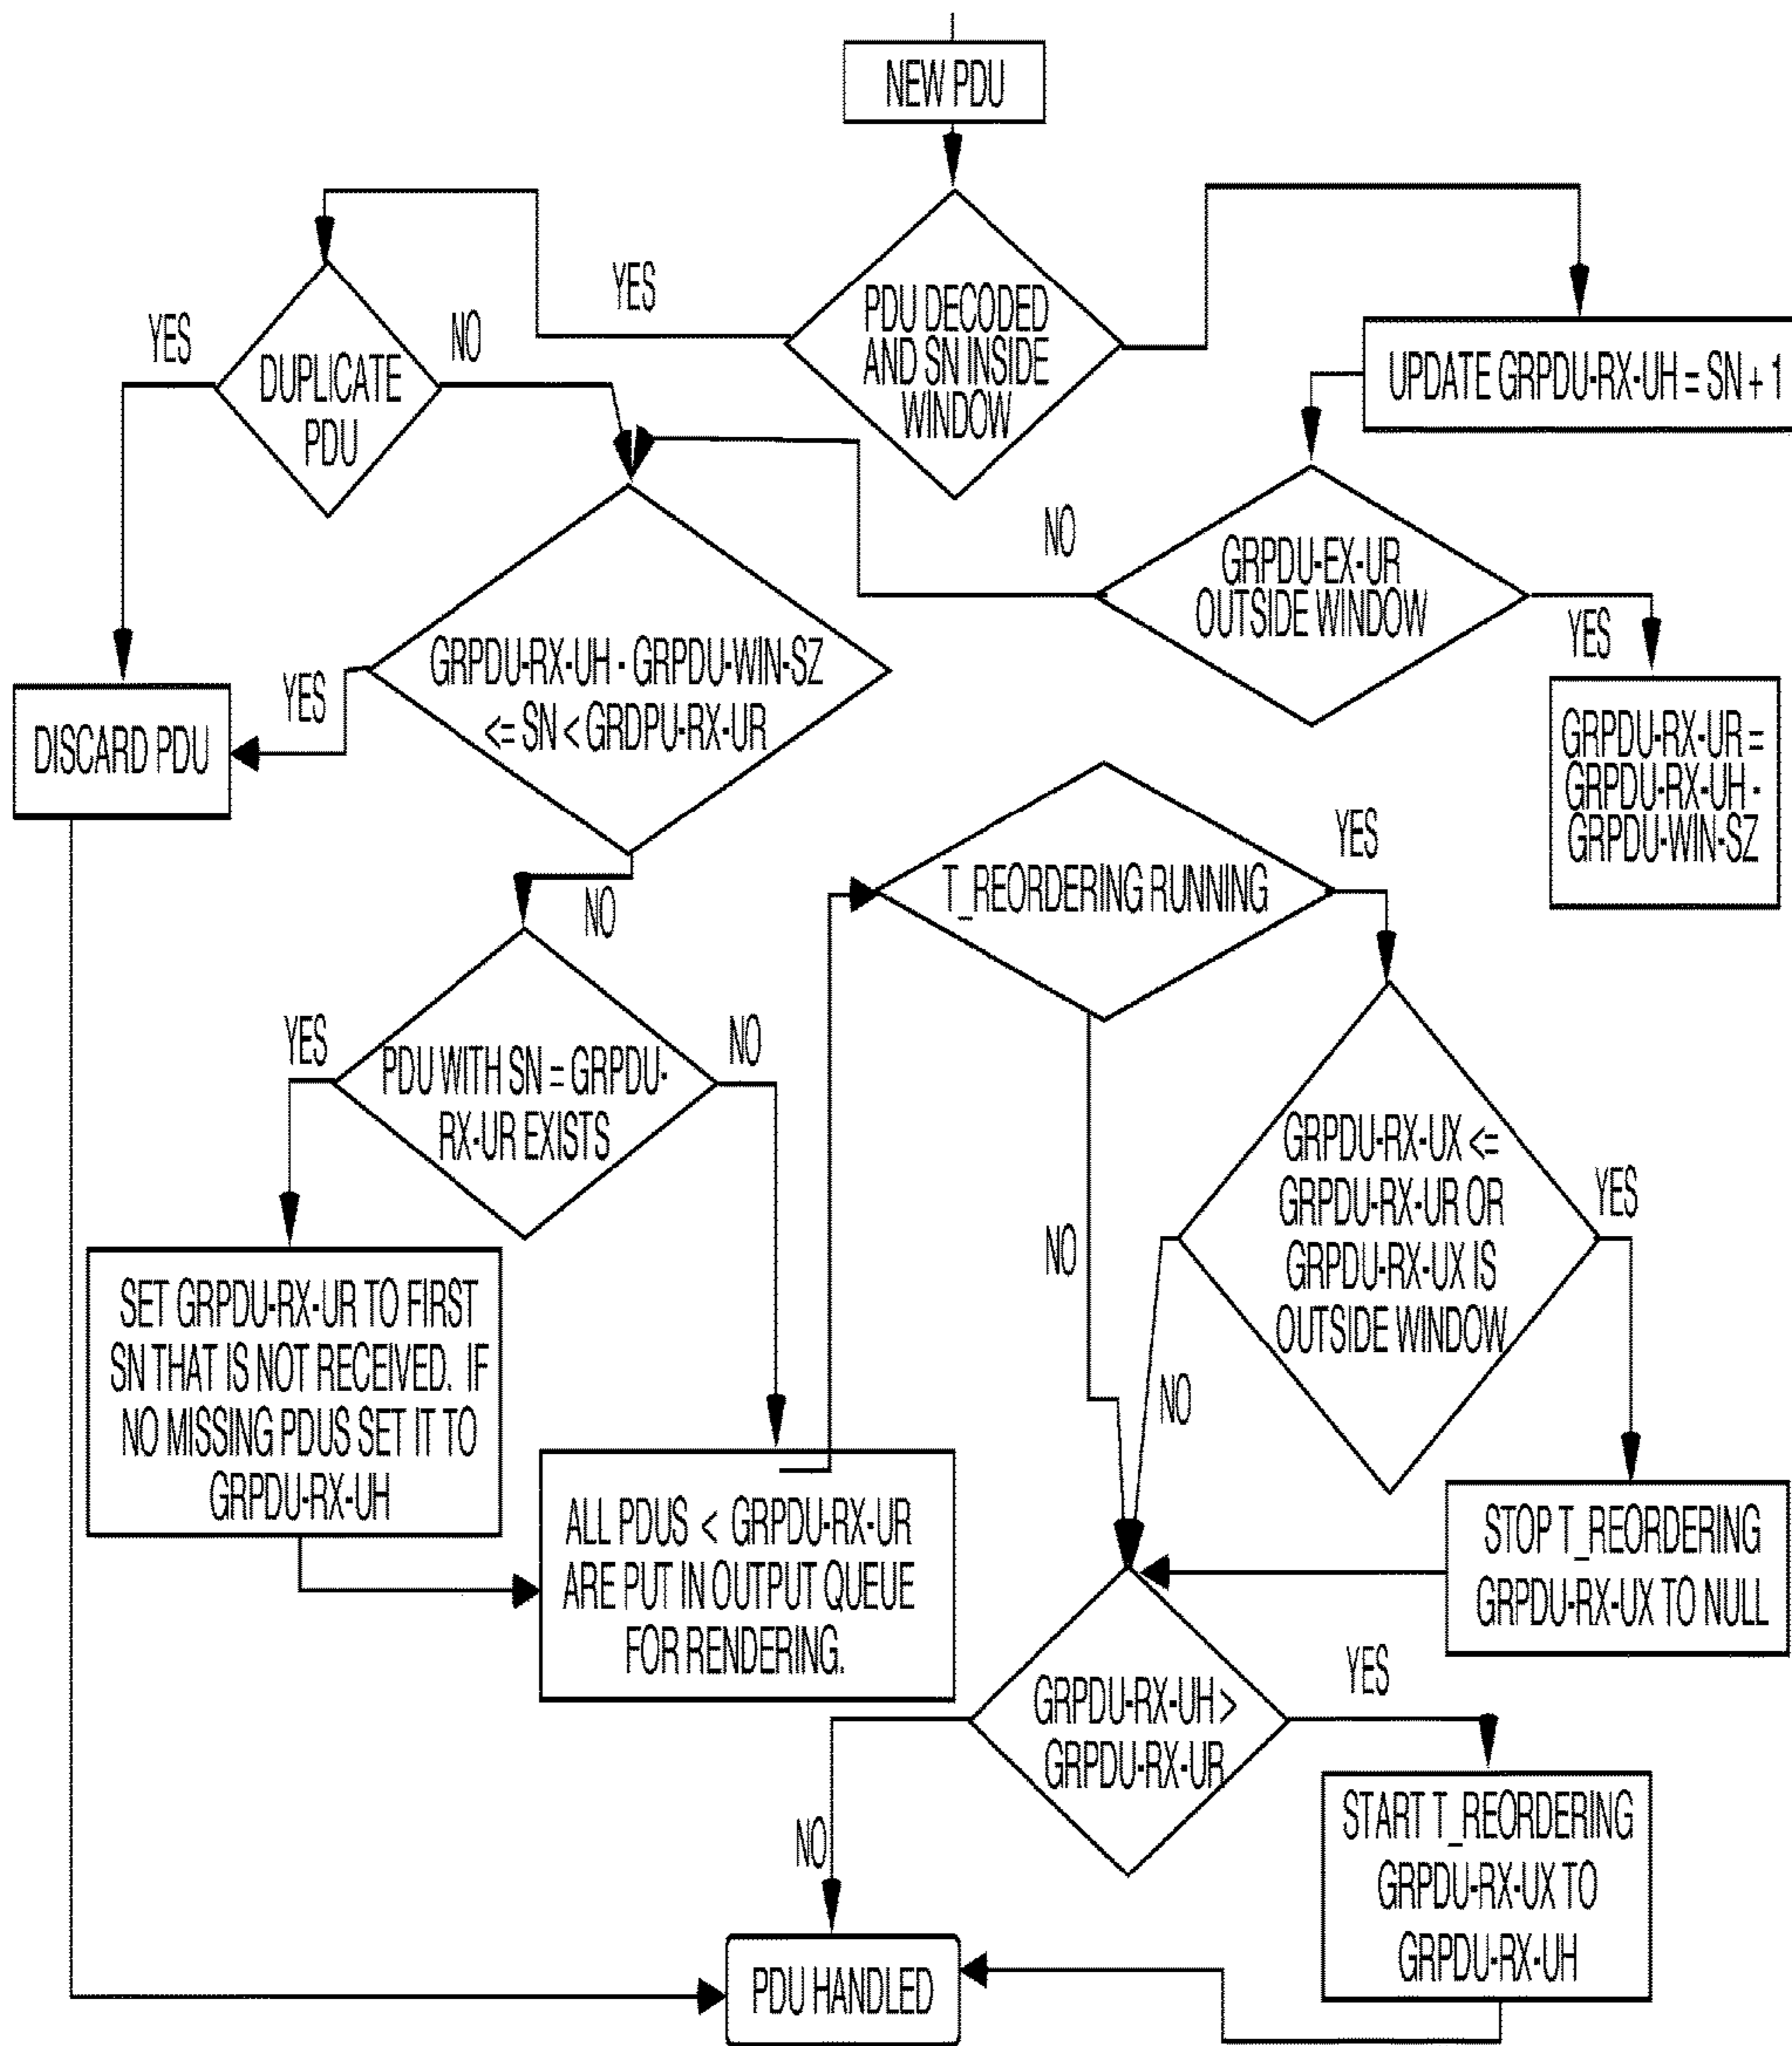 NEW PDU
PDU DECODED
AND SN INSIDE
WINDOW
YES
DUPLICATE
PDU
YES
NO
UPDATE GRPDU-RX-UH = SN + 1
GRPDU-EX-UR
OUTSIDE WINDOW
NO
YES
GRPDU-RX-UR =
GRPDU-RX-UH -
GRPDU-WIN-SZ
GRPDU-RX-UH - GRPDU-WIN-SZ
<= SN < GRDPU-RX-UR
YES
DISCARD PDU
NO
T_REORDERING RUNNING
YES
NO
PDU WITH SN = GRPDU-
RX-UR EXISTS
YES
NO
GRPDU-RX-UX <=
GRPDU-RX-UR OR
GRPDU-RX-UX IS
OUTSIDE WINDOW
YES
NO
SET GRPDU-RX-UR TO FIRST
SN THAT IS NOT RECEIVED. IF
NO MISSING PDUS SET IT TO
GRPDU-RX-UH
ALL PDUS < GRPDU-RX-UR
ARE PUT IN OUTPUT QUEUE
FOR RENDERING.
STOP T_REORDERING
GRPDU-RX-UX TO NULL
GRPDU-RX-UH >
GRPDU-RX-UR
YES
NO
START T_REORDERING
GRPDU-RX-UX TO
GRPDU-RX-UH
PDU HANDLED